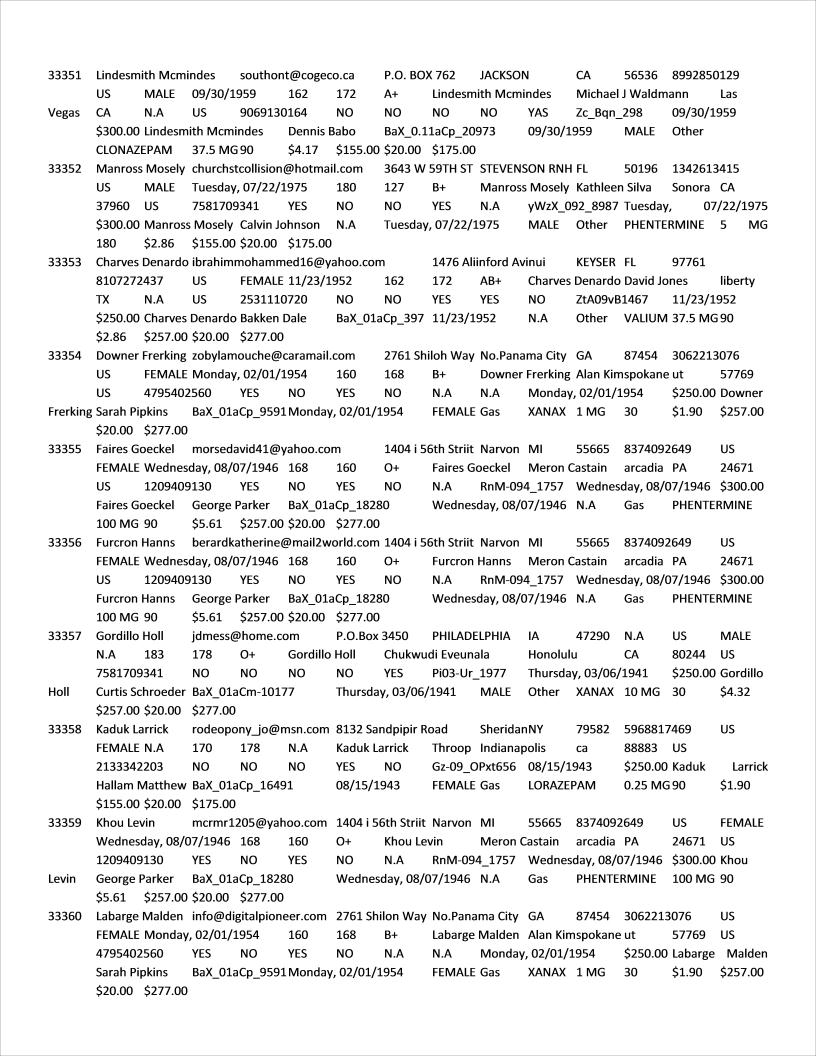 33351 Lindesmith Mcmindes southont@cogeco.ca P.O. BOX 762 JACKSON CA 56536 8992850129
US MALE 09/30/1959 162 172 A+ Lindesmith Mcmindes Michael J Waldmann Las
Vegas CA N.A US 9069130164 NO NO NO NO YAS Zc_Bqn_298 09/30/1959
$300.00 Lindesmith Mcmindes Dennis Babo BaX_0.11aCp_20973 09/30/1959 MALE Other
CLONAZEPAM 37.5 MG 90 $4.17 $155.00 $20.00 $175.00
33352 Manross Mosely churchstcollision@hotmail.com 3643 W 59TH ST STEVENSON RNH FL 50196 1342613415
US MALE Tuesday, 07/22/1975 180 127 B+ Manross Mosely Kathleen Silva Sonora CA
37960 US 7581709341 YES NO NO YES N.A yWzX_092_8987 Tuesday, 07/22/1975
$300.00 Manross Mosely Calvin Johnson N.A Tuesday, 07/22/1975 MALE Other PHENTERMINE 5 MG
180 $2.86 $155.00 $20.00 $175.00
33353 Charves Denardo ibrahimmohammed16@yahoo.com 1476 Aliinford Avinui KEYSER FL 97761
8107272437 US FEMALE 11/23/1952 162 172 AB+ Charves Denardo David Jones liberty
TX N.A US 2531110720 NO NO YES YES NO ZtA09vB1467 11/23/1952
$250.00 Charves Denardo Bakken Dale BaX_01aCp_397 11/23/1952 N.A Other VALIUM 37.5 MG 90
$2.86 $257.00 $20.00 $277.00
33354 Downer Frerking zobylamouche@caramail.com 2761 Shiloh Way No.Panama City GA 87454 3062213076
US FEMALE Monday, 02/01/1954 160 168 B+ Downer Frerking Alan Kimspokane ut 57769
US 4795402560 YES NO YES NO N.A N.A Monday, 02/01/1954 $250.00 Downer
Frerking Sarah Pipkins BaX_01aCp_9591 Monday, 02/01/1954 FEMALE Gas XANAX 1 MG 30 $1.90 $257.00
$20.00 $277.00
33355 Faires Goeckel morsedavid41@yahoo.com 1404 i 56th Striit Narvon MI 55665 8374092649 US
FEMALE Wednesday, 08/07/1946 168 160 O+ Faires Goeckel Meron Castain arcadia PA 24671
US 1209409130 YES NO YES NO N.A RnM-094_1757 Wednesday, 08/07/1946 $300.00
Faires Goeckel George Parker BaX_01aCp_18280 Wednesday, 08/07/1946 N.A Gas PHENTERMINE
100 MG 90 $5.61 $257.00 $20.00 $277.00
33356 Furcron Hanns berardkatherine@mail2world.com 1404 i 56th Striit Narvon MI 55665 8374092649 US
FEMALE Wednesday, 08/07/1946 168 160 O+ Furcron Hanns Meron Castain arcadia PA 24671
US 1209409130 YES NO YES NO N.A RnM-094_1757 Wednesday, 08/07/1946 $300.00
Furcron Hanns George Parker BaX_01aCp_18280 Wednesday, 08/07/1946 N.A Gas PHENTERMINE
100 MG 90 $5.61 $257.00 $20.00 $277.00
33357 Gordillo Holl jdmess@home.com P.O.Box 3450 PHILADELPHIA IA 47290 N.A US MALE
N.A 183 178 O+ Gordillo Holl Chukwudi Eveunala Honolulu CA 80244 US
7581709341 NO NO NO NO YES Pi03-Ur_1977 Thursday, 03/06/1941 $250.00 Gordillo
Holl Curtis Schroeder BaX_01aCm-10177 Thursday, 03/06/1941 MALE Other XANAX 10 MG 30 $4.32
$257.00 $20.00 $277.00
33358 Kaduk Larrick rodeopony_jo@msn.com 8132 Sandpipir Road SheridanNY 79582 5968817469 US
FEMALE N.A 170 178 N.A Kaduk Larrick Throop Indianapolis ca 88883 US
2133342203 NO NO NO YES NO Gz-09_OPxt656 08/15/1943 $250.00 Kaduk Larrick
Hallam Matthew BaX_01aCp_16491 08/15/1943 FEMALE Gas LORAZEPAM 0.25 MG 90 $1.90
$155.00 $20.00 $175.00
33359 Khou Levin mcrmr1205@yahoo.com 1404 i 56th Striit Narvon MI 55665 8374092649 US FEMALE
Wednesday, 08/07/1946 168 160 O+ Khou Levin Meron Castain arcadia PA 24671 US
1209409130 YES NO YES NO N.A RnM-094_1757 Wednesday, 08/07/1946 $300.00 Khou
Levin George Parker BaX_01aCp_18280 Wednesday, 08/07/1946 N.A Gas PHENTERMINE 100 MG 90
$5.61 $257.00 $20.00 $277.00
33360 Labarge Malden info@digitalpioneer.com 2761 Shilon Way No.Panama City GA 87454 3062213076 US
FEMALE Monday, 02/01/1954 160 168 B+ Labarge Malden Alan Kimspokane ut 57769 US
4795402560 YES NO YES NO N.A N.A Monday, 02/01/1954 $250.00 Labarge Malden
Sarah Pipkins BaX_01aCp_9591 Monday, 02/01/1954 FEMALE Gas XANAX 1 MG 30 $1.90 $257.00
$20.00 $277.00